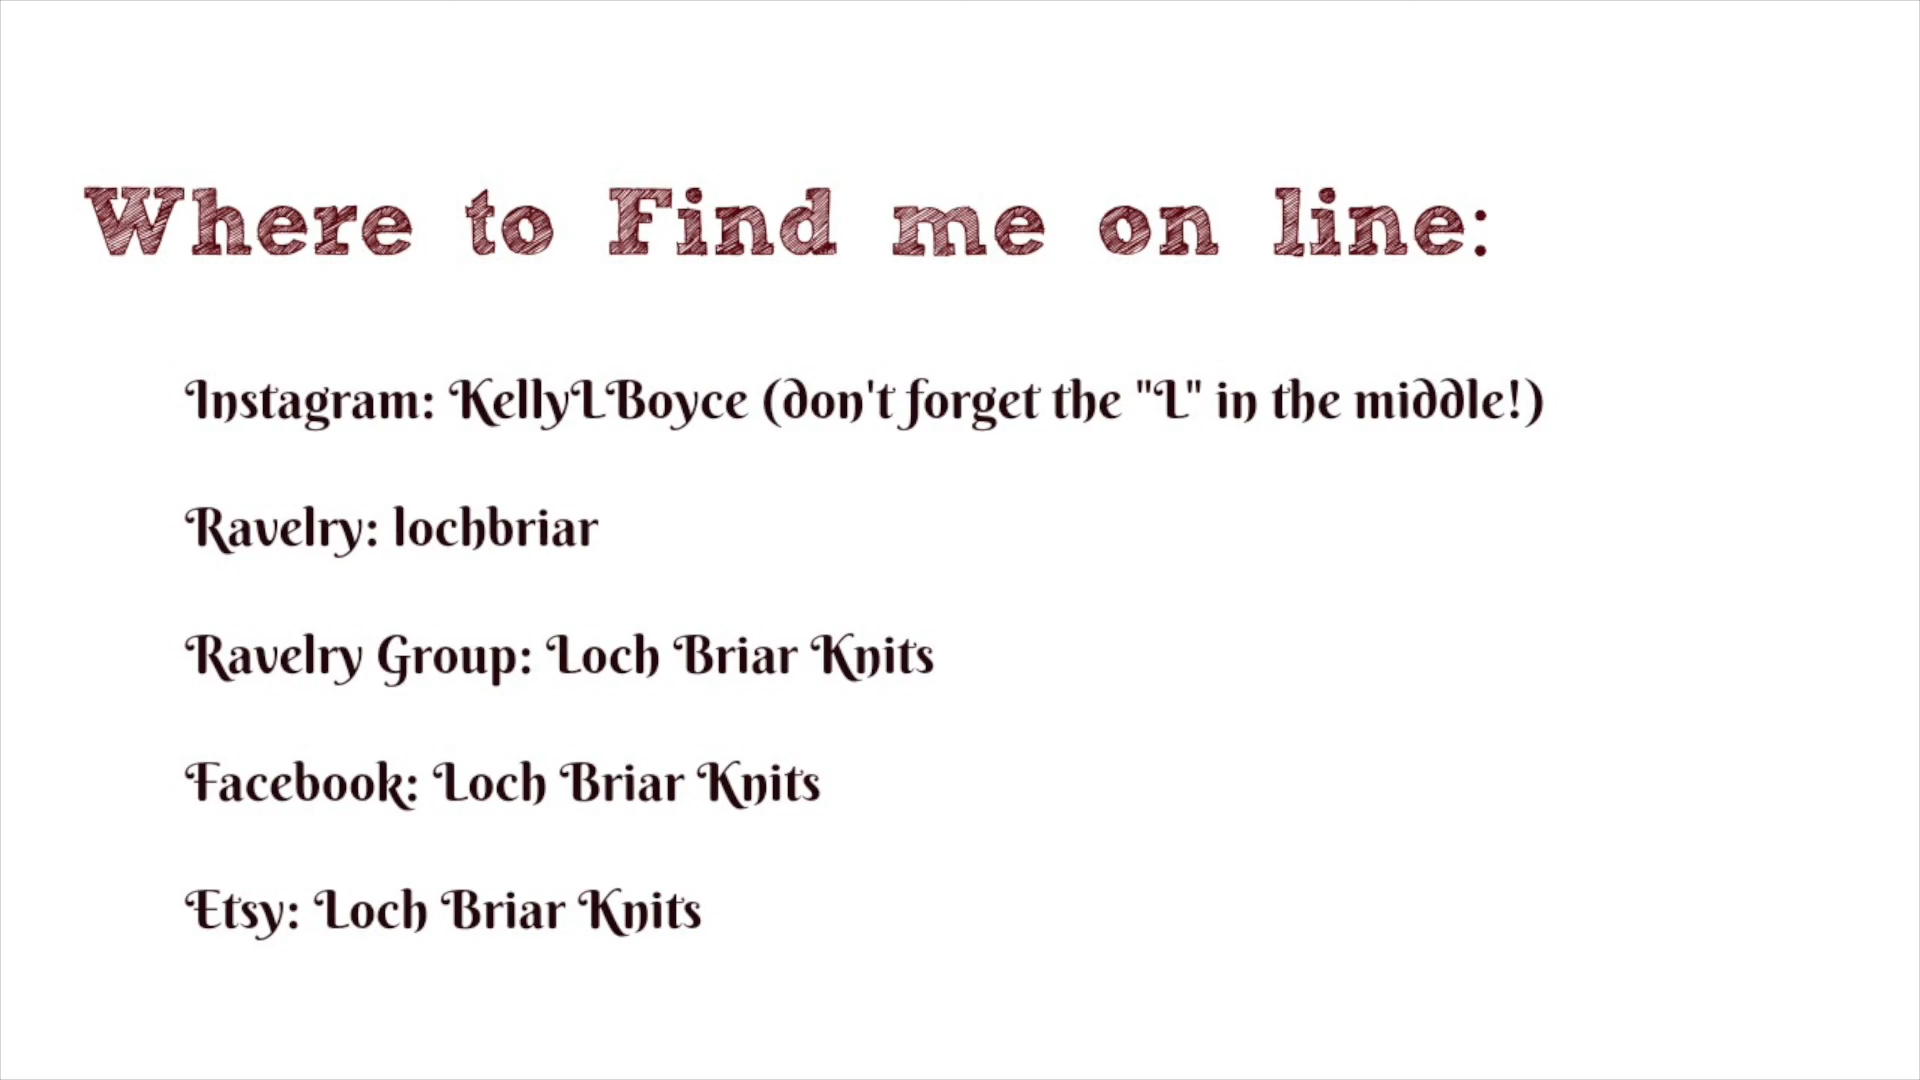 Where to Find me on line:
Instagram: KellyLBoyce (don't forget the "L" in the middle!)
Ravelry: lochbriar
Ravelry Group: Loch Briar Knits
Facebook: Loch Briar Knits
Etsy: Loch Briar Knits